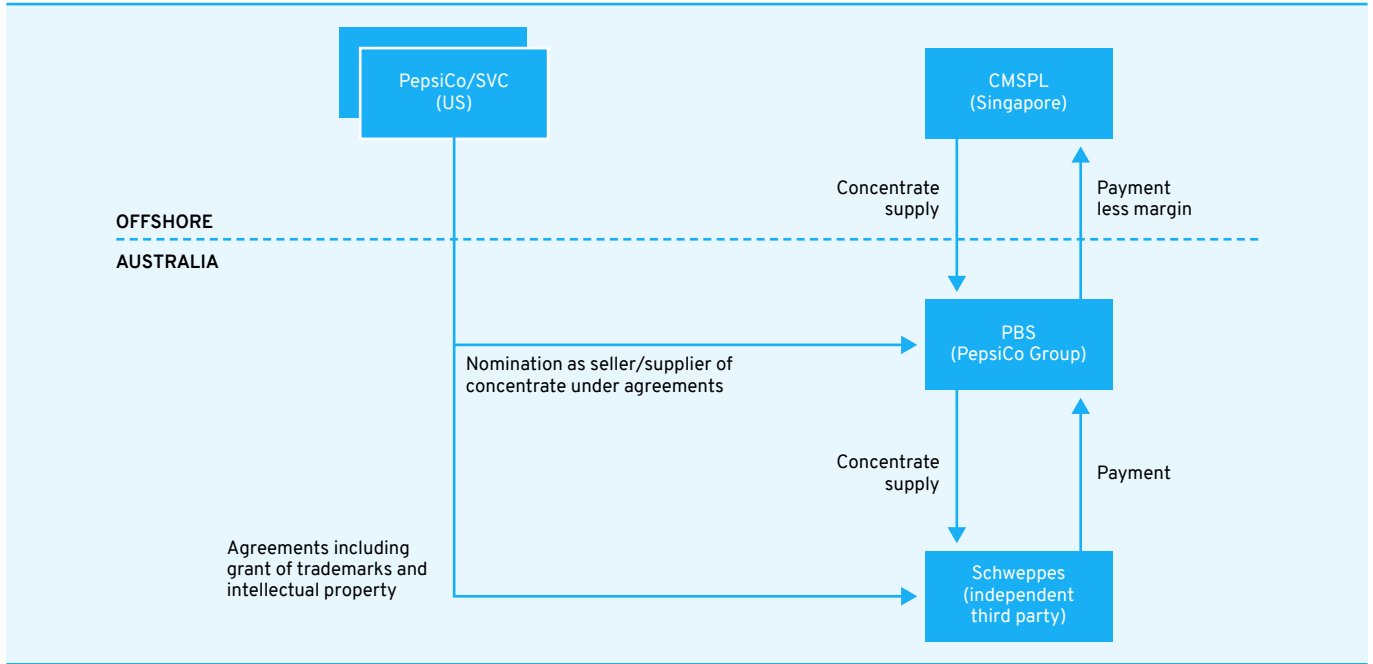 PepsiCo/SVC
(US)
CMSPL
(Singapore)
Concentrate
supply
Payment
less margin
OFFSHORE
AUSTRALIA
PBS
(PepsiCo Group)
Nomination as seller/supplier of
concentrate under agreements
Concentrate
supply
Payment
Agreements including
grant of trademarks and
intellectual property
Schweppes
(independent
third party)